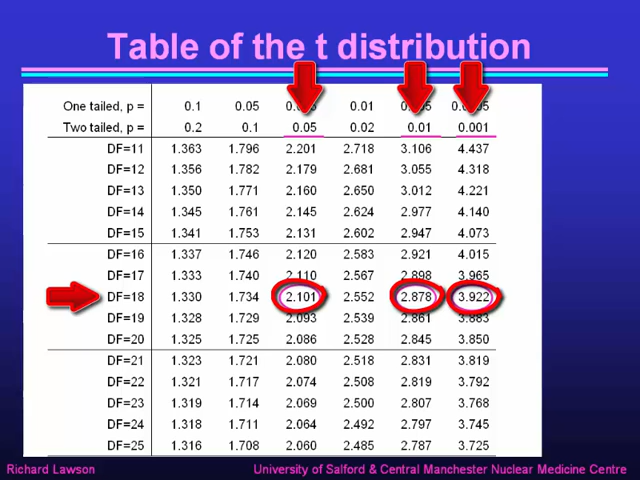 Table of the t distribution
One tailed, p = 0.1 0.05 0.01
Two tailed, p = 0.2 0.1 0.05 0.02 0.01 0.001
DF=11 1.363 1.796 2.201 2.718 3.106 4.437
DF=12 1.356 1.782 2.179 2.681 3.055 4.318
DF=13 1.350 1.771 2.160 2.650 3.012 4.221
DF=14 1.345 1.761 2.145 2.624 2.977 4.140
DF=15 1.341 1.753 2.131 2.602 2.947 4.073
DF=16 1.337 1.746 2.120 2.583 2.921 4.015
DF=17 1.333 1.740 2.110 2.567 2.898 3.965
DF=18 1.330 1.734 2.101 2.552 2.878 3.922
DF=19 1.328 1.729 2.093 2.539 2.861 3.883
DF=20 1.325 1.725 2.086 2.528 2.845 3.850
DF=21 1.323 1.721 2.080 2.518 2.831 3.819
DF=22 1.321 1.717 2.074 2.508 2.819 3.792
DF=23 1.319 1.714 2.069 2.500 2.807 3.768
DF=24 1.318 1.711 2.064 2.492 2.797 3.745
DF=25 1.316 1.708 2.060 2.485 2.787 3.725
Richard Lawson University of Salford & Central Manchester Nuclear Medicine Centre